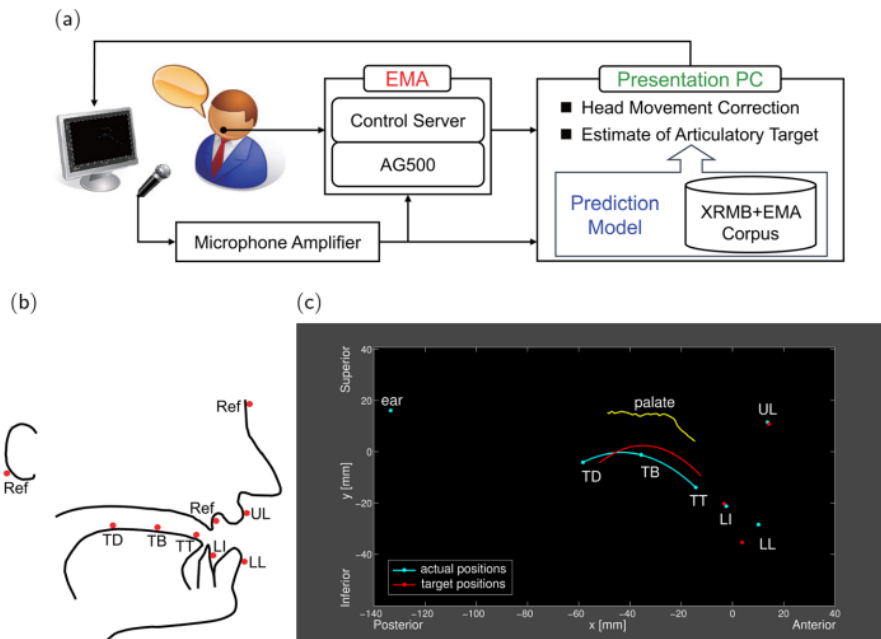 (a)
EMA
Control Server
AG500
Microphone Amplifier
Presentation PC
■ Head Movement Correction
■ Estimate of Articulatory Target
Prediction
Model
XRMB+EMA
Corpus
(b)
Ref
Ref
Ref
UL
TD
TB
TT
LI
LL
(c)
40
20
0
−20
−40
Superior
y [mm]
Inferior
ear
palate
UL
TD
TB
TT
LI
LL
actual positions
target positions
−140 −120 −100 −80 −60 −40 −20 0 20 40
Posterior x [mm] Anterior